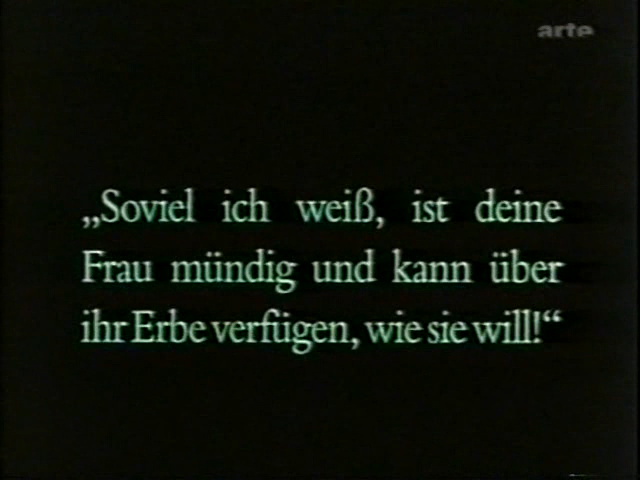 arte
„Soviel ich weiß, ist deine
Frau mündig und kann über
ihr Erbe verfügen, wie sie will!“